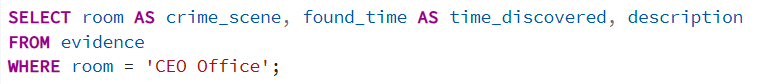 SELECT room AS crime_scene, found_time AS time_discovered, description
FROM evidence
WHERE room = 'CEO Office';